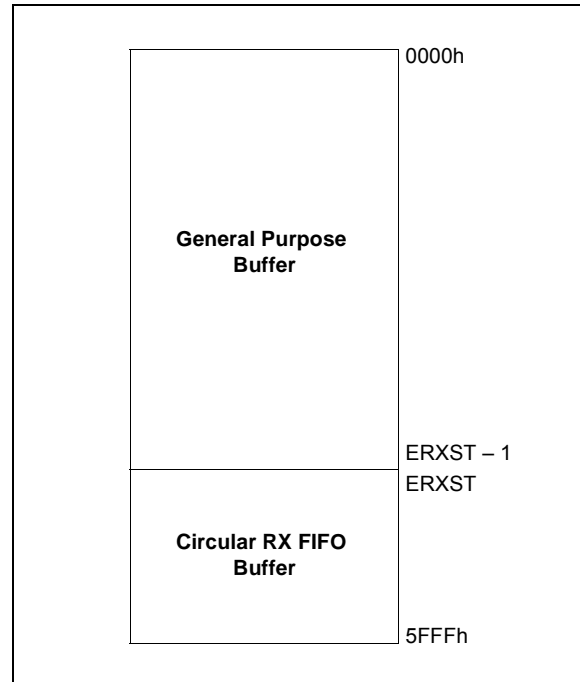 0000h
General Purpose
Buffer
ERXST – 1
ERXST
Circular RX FIFO
Buffer
5FFFh